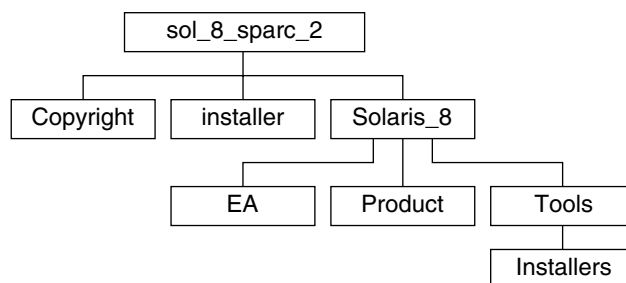 sol_8_sparc_2
Copyright
installer
Solaris_8
EA
Product
Tools
Installers